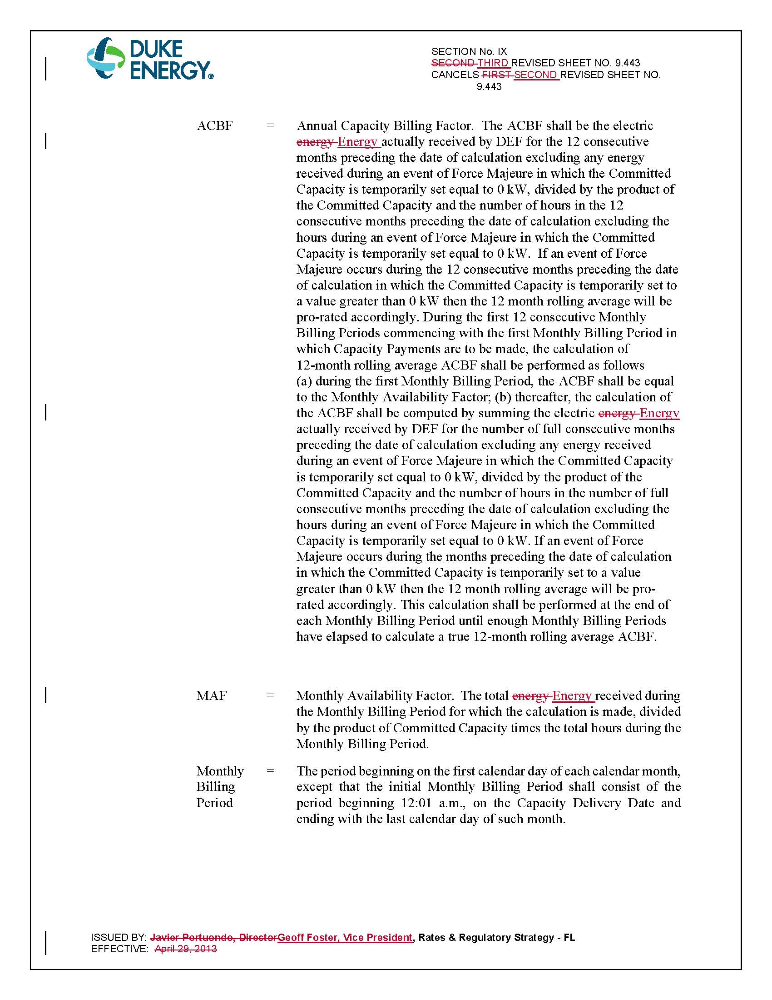 DUKE
ENERGY®
SECTION No. IX
SECOND THIRD REVISED SHEET NO. 9.443
CANCELS FIRST SECOND REVISED SHEET NO.
9.443
ACBF = Annual Capacity Billing Factor. The ACBF shall be the electric
energy Energy actually received by DEF for the 12 consecutive
months preceding the date of calculation excluding any energy
received during an event of Force Majeure in which the Committed
Capacity is temporarily set equal to 0 kW, divided by the product of
the Committed Capacity and the number of hours in the 12
consecutive months preceding the date of calculation excluding the
hours during an event of Force Majeure in which the Committed
Capacity is temporarily set equal to 0 kW. If an event of Force
Majeure occurs during the 12 consecutive months preceding the date
of calculation in which the Committed Capacity is temporarily set to
a value greater than 0 kW then the 12 month rolling average will be
pro-rated accordingly. During the first 12 consecutive Monthly
Billing Periods commencing with the first Monthly Billing Period in
which Capacity Payments are to be made, the calculation of
12-month rolling average ACBF shall be performed as follows
(a) during the first Monthly Billing Period, the ACBF shall be equal
to the Monthly Availability Factor; (b) thereafter, the calculation of
the ACBF shall be computed by summing the electric energy Energy
actually received by DEF for the number of full consecutive months
preceding the date of calculation excluding any energy received
during an event of Force Majeure in which the Committed Capacity
is temporarily set equal to 0 kW, divided by the product of the
Committed Capacity and the number of hours in the number of full
consecutive months preceding the date of calculation excluding the
hours during an event of Force Majeure in which the Committed
Capacity is temporarily set equal to 0 kW. If an event of Force
Majeure occurs during the months preceding the date of calculation
in which the Committed Capacity is temporarily set to a value
greater than 0 kW then the 12 month rolling average will be pro-
rated accordingly. This calculation shall be performed at the end of
each Monthly Billing Period until enough Monthly Billing Periods
have elapsed to calculate a true 12-month rolling average ACBF.
MAF = Monthly Availability Factor. The total energy Energy received during
the Monthly Billing Period for which the calculation is made, divided
by the product of Committed Capacity times the total hours during the
Monthly Billing Period.
Monthly = The period beginning on the first calendar day of each calendar month,
Billing except that the initial Monthly Billing Period shall consist of the
Period period beginning 12:01 a.m., on the Capacity Delivery Date and
ending with the last calendar day of such month.
ISSUED BY: Javier Portuondo, DirectorGeoff Foster, Vice President, Rates & Regulatory Strategy - FL
EFFECTIVE: April 29, 2013